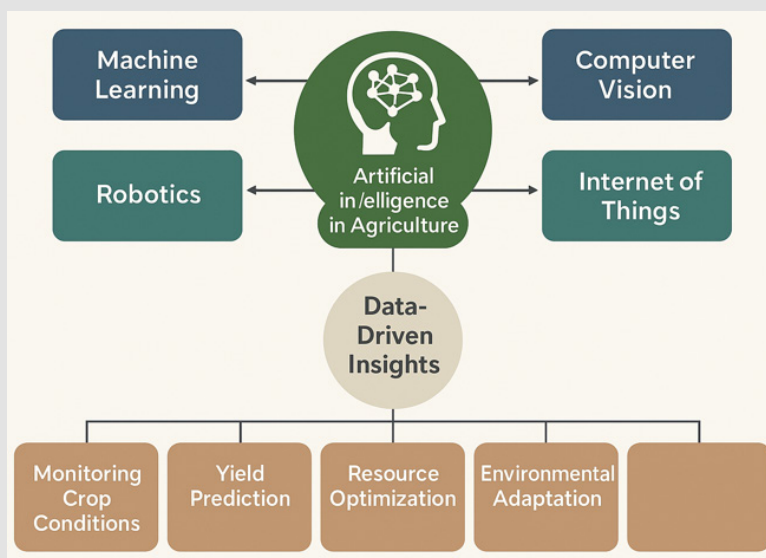 Machine
Learning
Computer
Vision
Artificial
in/elligence
in Agriculture
Robotics
Internet of
Things
Data-
Driven
Insights
Monitoring
Crop
Conditions
Yield
Prediction
Resource
Optimization
Environmental
Adaptation